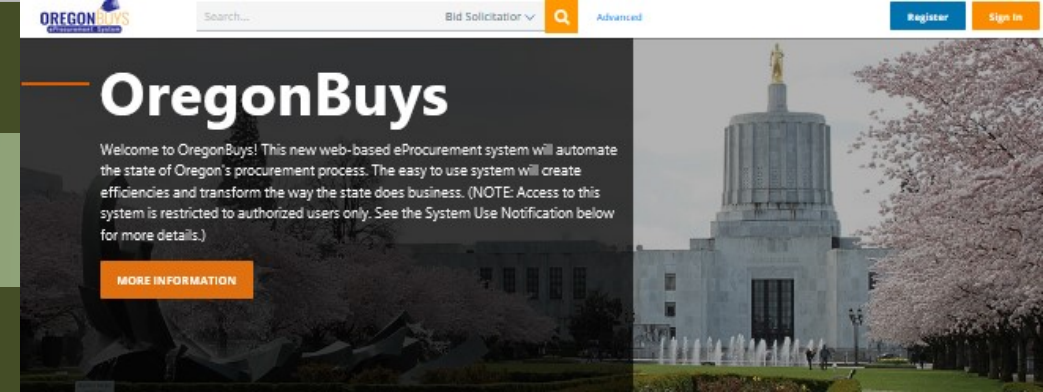 OREGONBUYS
eProcurement System
Search...
Bid Solicitation
Advanced
Register
Sign In
OregonBuys
Welcome to OregonBuys! This new web-based eProcurement system will automate
the state of Oregon's procurement process. The easy to use system will create
efficiencies and transform the way the state does business. (NOTE: Access to this
system is restricted to authorized users only. See the System Use Notification below
for more details.)
MORE INFORMATION